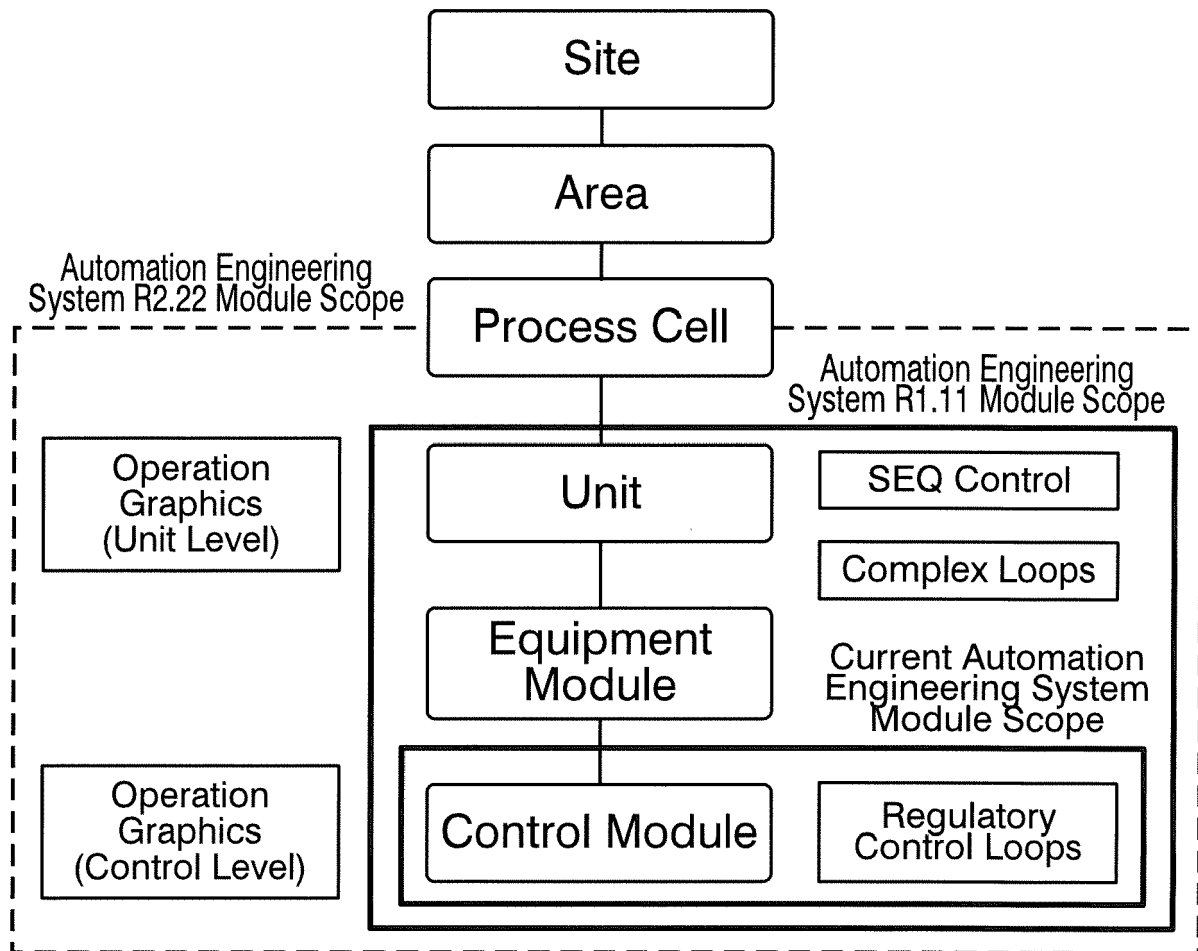 Site
Area
Automation Engineering
System R2.22 Module Scope
Process Cell
Automation Engineering
System R1.11 Module Scope
Operation
Graphics
(Unit Level)
Unit
SEQ Control
Complex Loops
Equipment
Module
Current Automation
Engineering System
Module Scope
Operation
Graphics
(Control Level)
Control Module
Regulatory
Control Loops